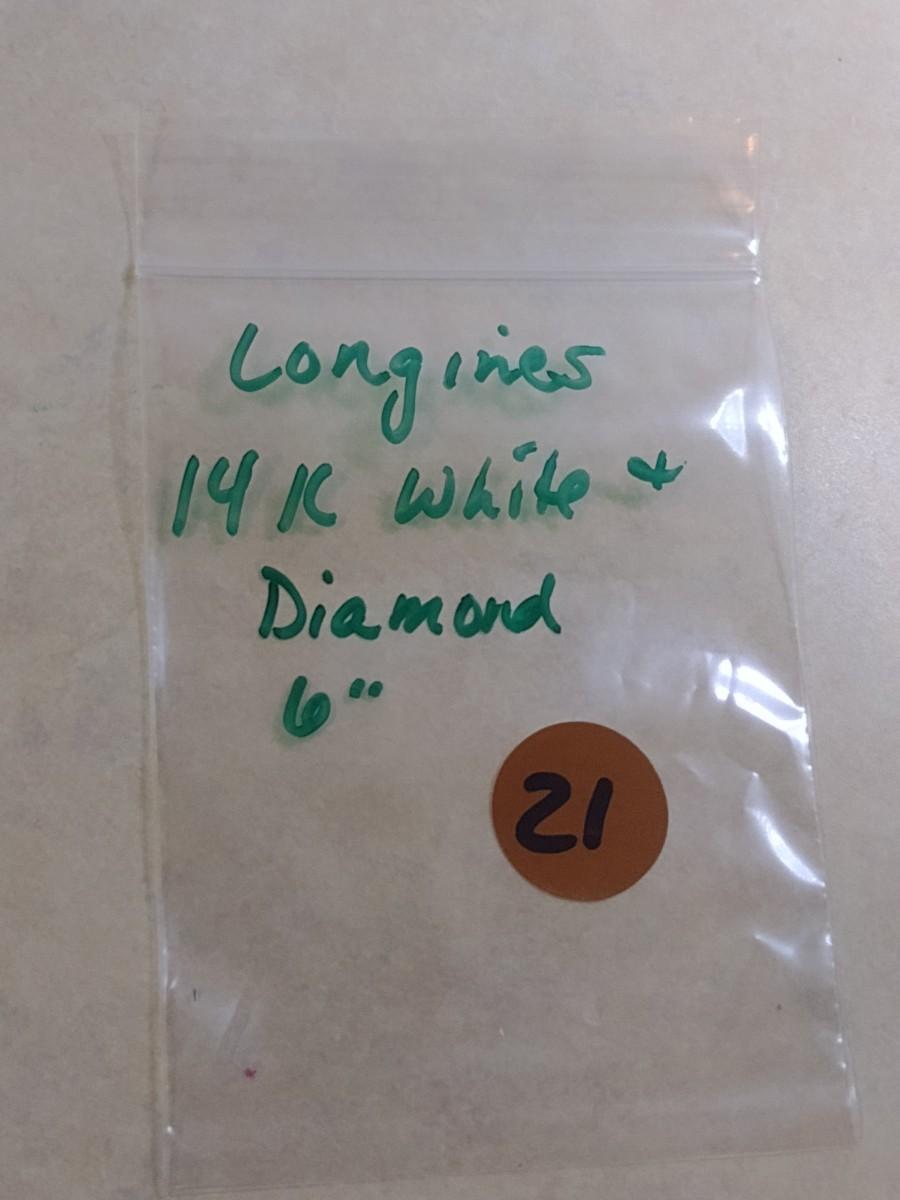 Longines
14K White +
Diamond
6"
21